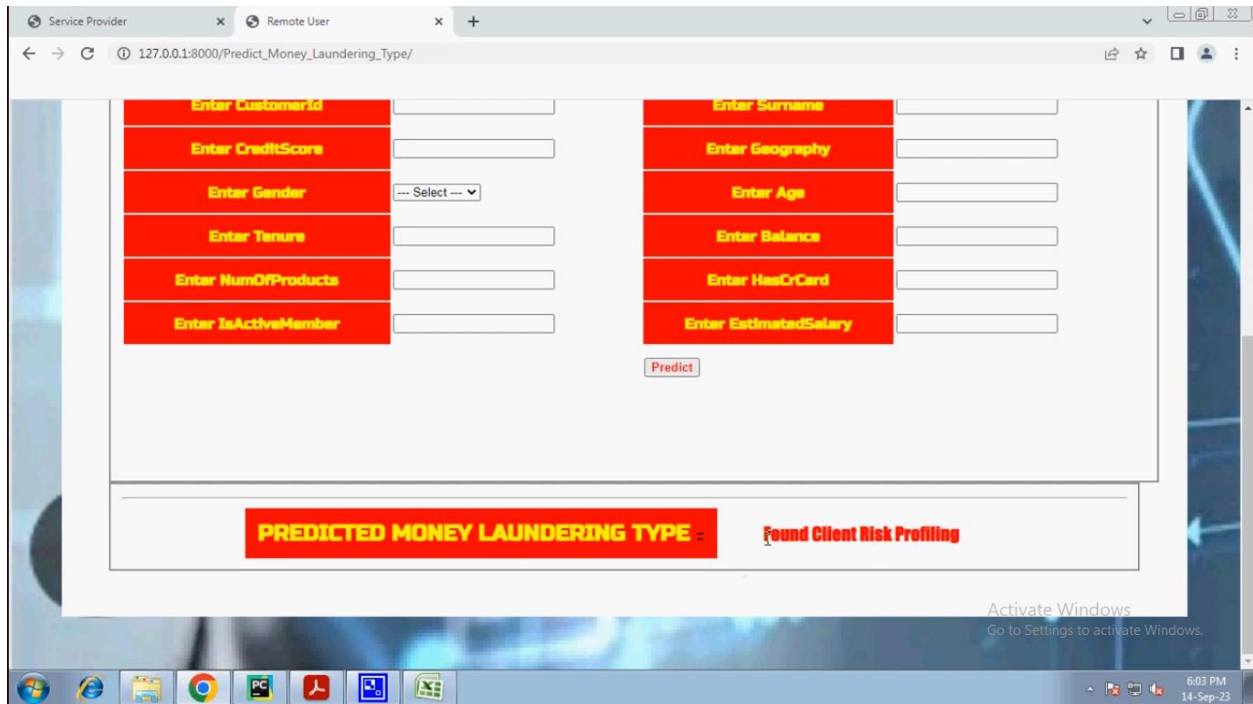 Service Provider
Remote User
127.0.0.1:8000/Predict_Money_Laundering_Type/
Enter CustomerId Enter Surname
Enter CreditScore Enter Geography
Enter Gender --- Select --- Enter Age
Enter Tenure Enter Balance
Enter NumOfProducts Enter HasCrCard
Enter IsActiveMember Enter EstimatedSalary
Predict
PREDICTED MONEY LAUNDERING TYPE :: Found Client Risk Profiling
Activate Windows
Go to Settings to activate Windows.
PC
6:03 PM
14-Sep-23